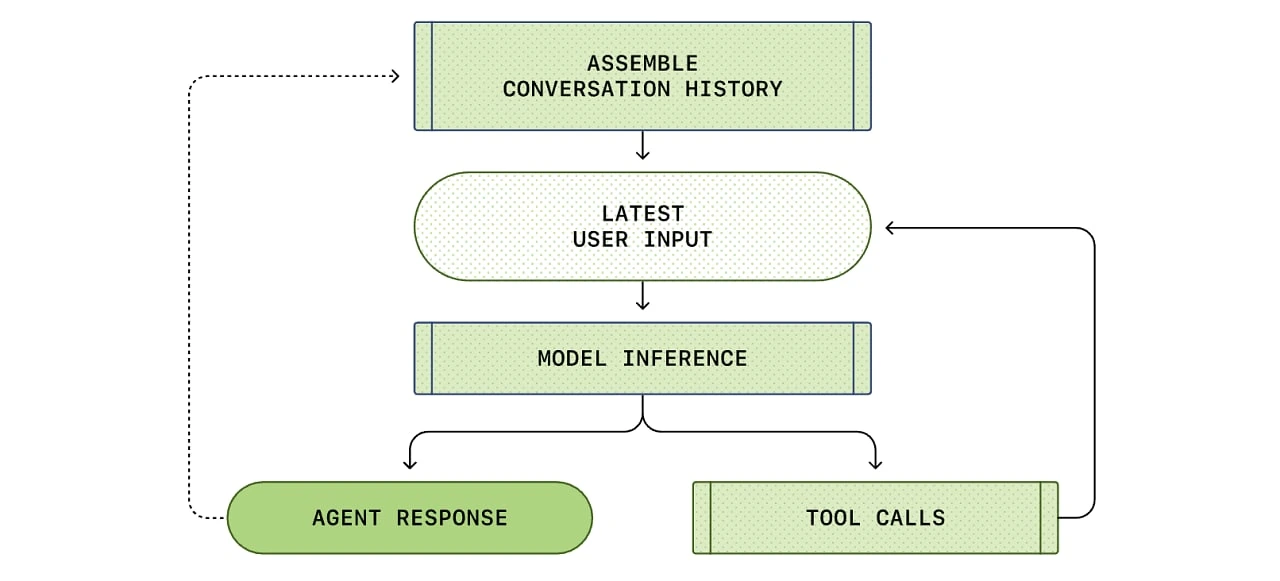 ASSEMBLE
CONVERSATION HISTORY
LATEST
USER INPUT
MODEL INFERENCE
AGENT RESPONSE
TOOL CALLS